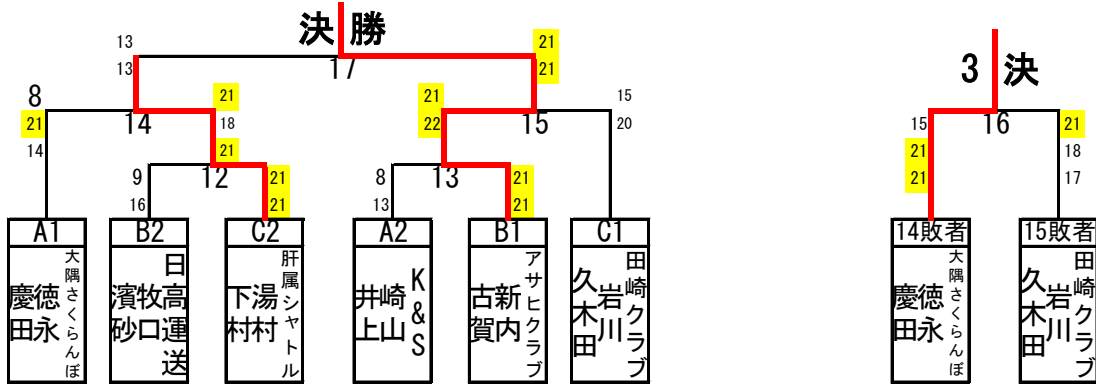 決勝
17
13
13
21
21
8
21
14
14
21
18
21
21
22
15
15
20
9
16
12
21
21
8
13
13
21
21
A1
徳永
慶田
大隅さくらんぼ
B2
日高運送
牧口
濱砂
C2
肝属シャトル
湯村
下村
A2
K&S
崎山
井上
B1
アサヒクラブ
新内
古賀
C1
田崎クラブ
岩川
久木田
3決
16
15
21
21
21
18
17
14敗者
大隅さくらんぼ
徳永
慶田
15敗者
田崎クラブ
岩川
久木田